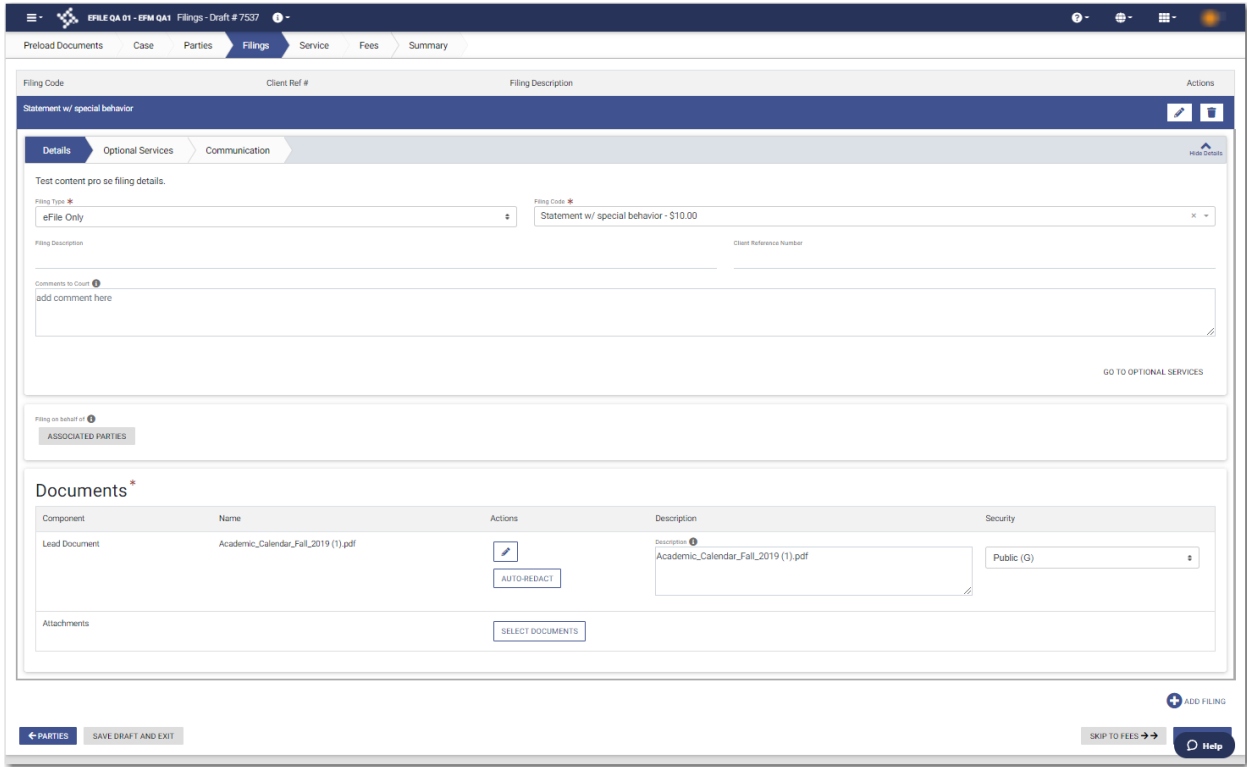 EFILE QA 01 - EFM QA1 Filings - Draft # 7537
Preload Documents Case Parties Filings Service Fees Summary
Filing Code Client Ref # Filing Description Actions
Statement w/ special behavior
Details Optional Services Communication Hide Details
Test content pro se filing details.
Filing Type * Filing Code *
eFile Only Statement w/ special behavior - $10.00
Filing Description Client Reference Number
Comments to Court
add comment here
GO TO OPTIONAL SERVICES
Filing on behalf of
ASSOCIATED PARTIES
Documents*
Component Name Actions Description Security
Lead Document Academic_Calendar_Fall_2019 (1).pdf Description
Academic_Calendar_Fall_2019 (1).pdf Public (G)
AUTO-REDACT
Attachments SELECT DOCUMENTS
ADD FILING
PARTIES SAVE DRAFT AND EXIT SKIP TO FEES
Help